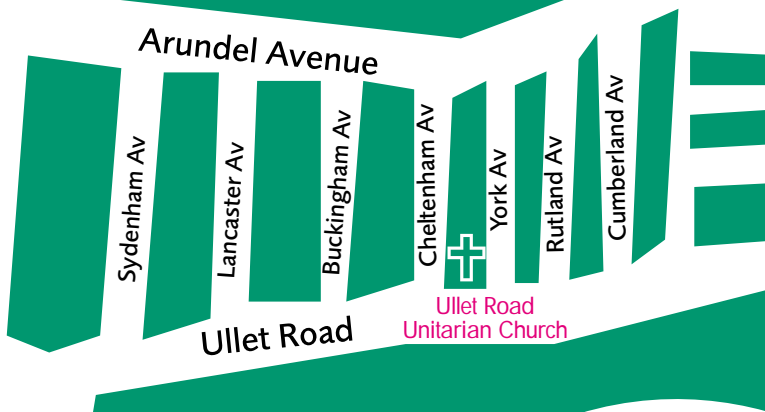 Arundel Avenue
Sydenham Av
Lancaster Av
Buckingham Av
Cheltenham Av
York Av
Rutland Av
Cumberland Av
Ullet Road
Ullet Road
Unitarian Church